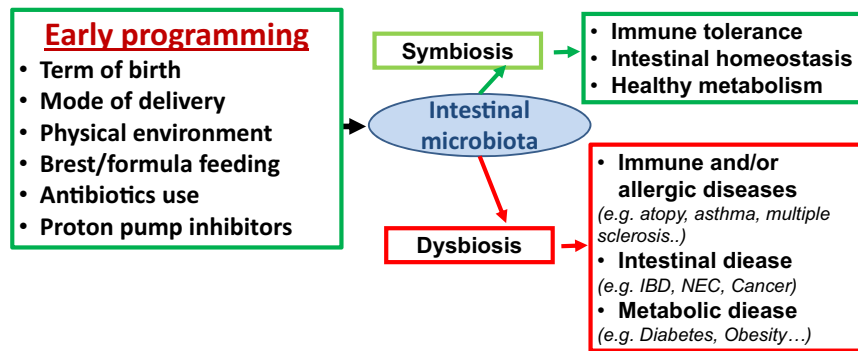 Early programming
• Term of birth
• Mode of delivery
• Physical environment
• Brest/formula feeding
• Antibiotics use
• Proton pump inhibitors
Intestinal
microbiota
Symbiosis
• Immune tolerance
• Intestinal homeostasis
• Healthy metabolism
Dysbiosis
• Immune and/or
allergic diseases
(e.g. atopy, asthma, multiple
sclerosis..)
• Intestinal disease
(e.g. IBD, NEC, Cancer)
• Metabolic disease
(e.g. Diabetes, Obesity…)